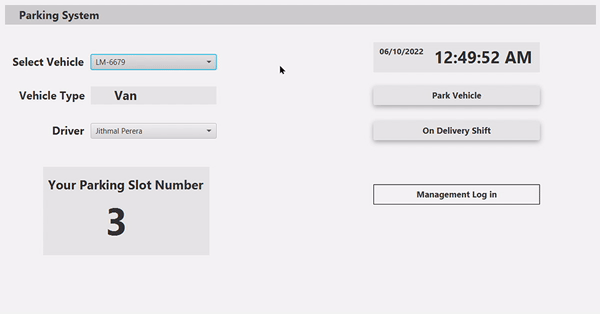 Parking System
Select Vehicle LM-6679
Vehicle Type Van
Driver Jithmal Perera
Your Parking Slot Number
3
06/10/2022 12:49:52 AM
Park Vehicle
On Delivery Shift
Management Log in